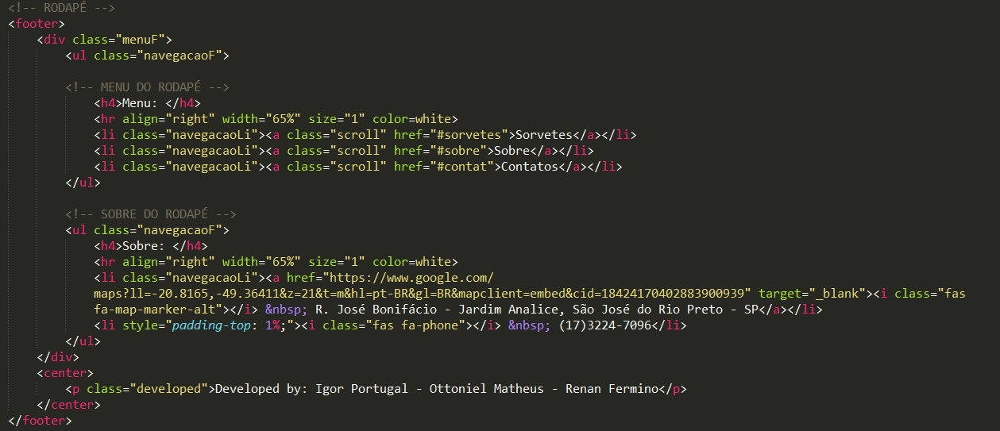 <!-- RODAPÉ -->
<footer>
    <div class="menuF">
        <ul class="navegacaoF">

        <!-- MENU DO RODAPÉ -->
            <h4>Menu: </h4>
            <hr align="right" width="65%" size="1" color=white>
            <li class="navegacaoLi"><a class="scroll" href="#sorvetes">Sorvetes</a></li>
            <li class="navegacaoLi"><a class="scroll" href="#sobre">Sobre</a></li>
            <li class="navegacaoLi"><a class="scroll" href="#contat">Contatos</a></li>
        </ul>

        <!-- SOBRE DO RODAPÉ -->
        <ul class="navegacaoF">
            <h4>Sobre: </h4>
            <hr align="right" width="65%" size="1" color=white>
            <li class="navegacaoLi"><a href="https://www.google.com/
            maps?ll=-20.8165,-49.36411&z=21&t=m&hl=pt-BR&gl=BR&mapclient=embed&cid=18424170402883900939" target="_blank"><i class="fas
            fa-map-marker-alt"></i> &nbsp; R. José Bonifácio - Jardim Analice, São José do Rio Preto - SP</a></li>
            <li style="padding-top: 1%;"><i class="fas fa-phone"></i> &nbsp; (17)3224-7096</li>
        </ul>
    </div>
    <center>
        <p class="developed">Developed by: Igor Portugal - Ottoniel Matheus - Renan Fermino</p>
    </center>
</footer>